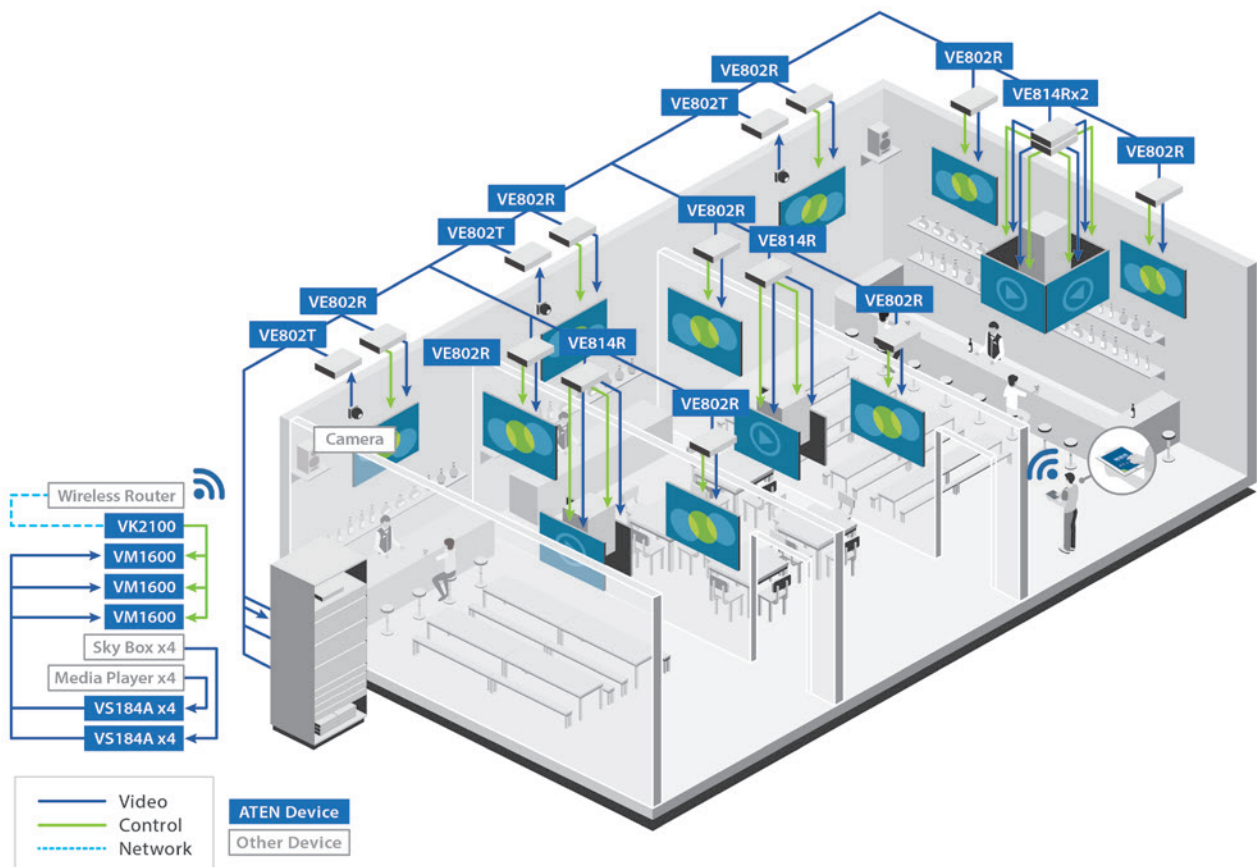 VE802R
VE802R
VE802T
VE814Rx2
VE802R
VE802R
VE802T
VE802R
VE814R
VE802R
VE802R
VE802T
VE802R
VE814R
VE802R
Camera
Wireless Router
VK2100
VM1600
VM1600
VM1600
Sky Box x4
Media Player x4
VS184A x4
VS184A x4
Video
Control
Network
ATEN Device
Other Device